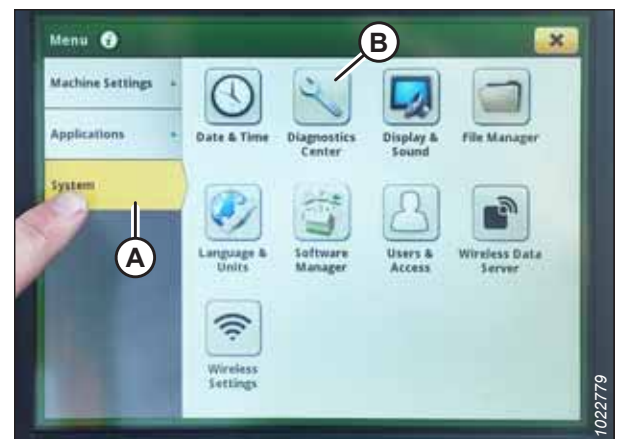 Menu i
B
Machine Settings
Applications
System
A
Date & Time
Diagnostics
Center
Display &
Sound
File Manager
Language &
Units
Software
Manager
Users &
Access
Wireless Data
Server
Wireless
Settings
1022779